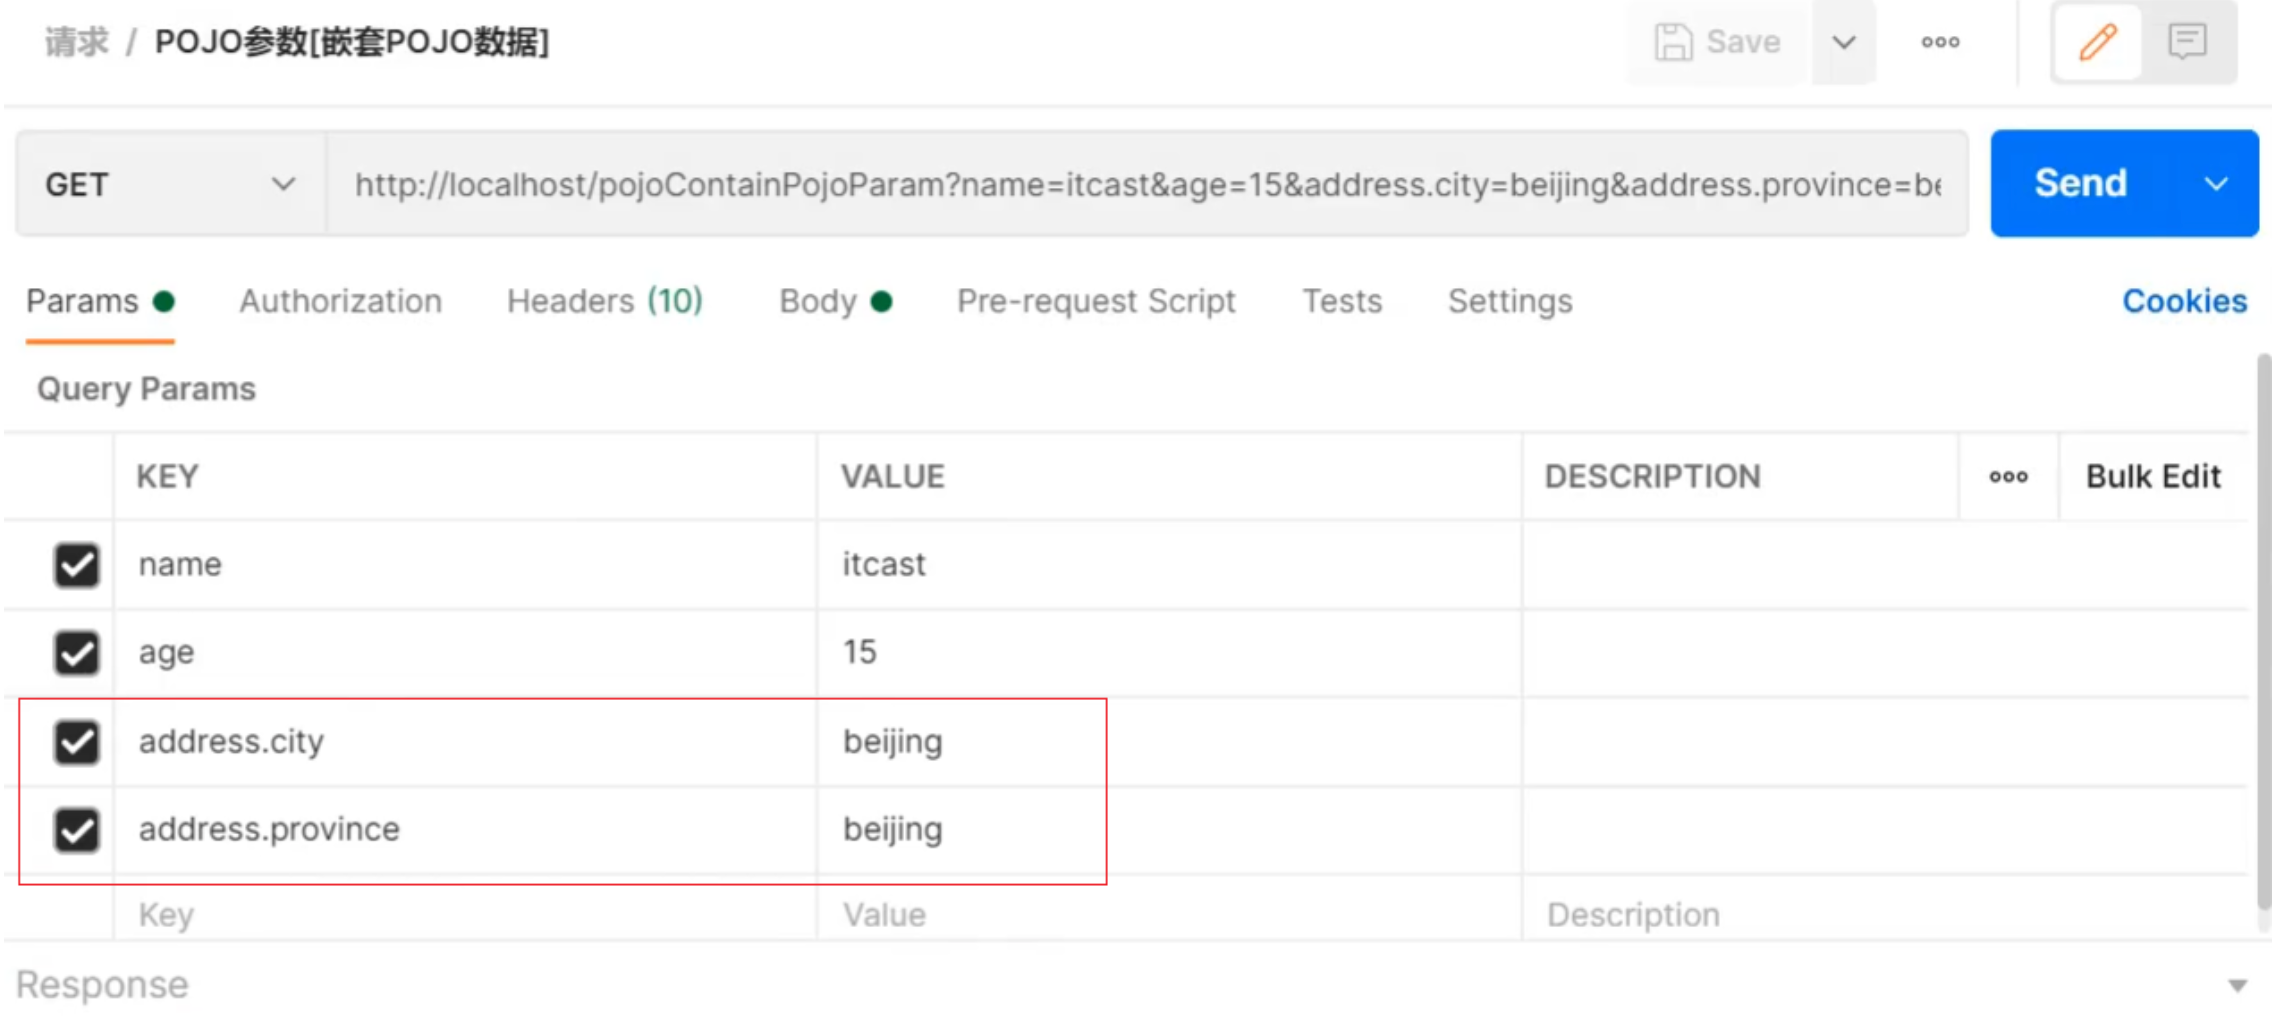 请求 / POJO参数[嵌套POJO数据]
Save
GET
http://localhost/pojoContainPojoParam?name=itcast&age=15&address.city=beijing&address.province=be
Send
Params
Authorization
Headers (10)
Body
Pre-request Script
Tests
Settings
Cookies
Query Params
KEY
VALUE
DESCRIPTION
Bulk Edit
name
itcast
age
15
address.city
beijing
address.province
beijing
Key
Value
Description
Response